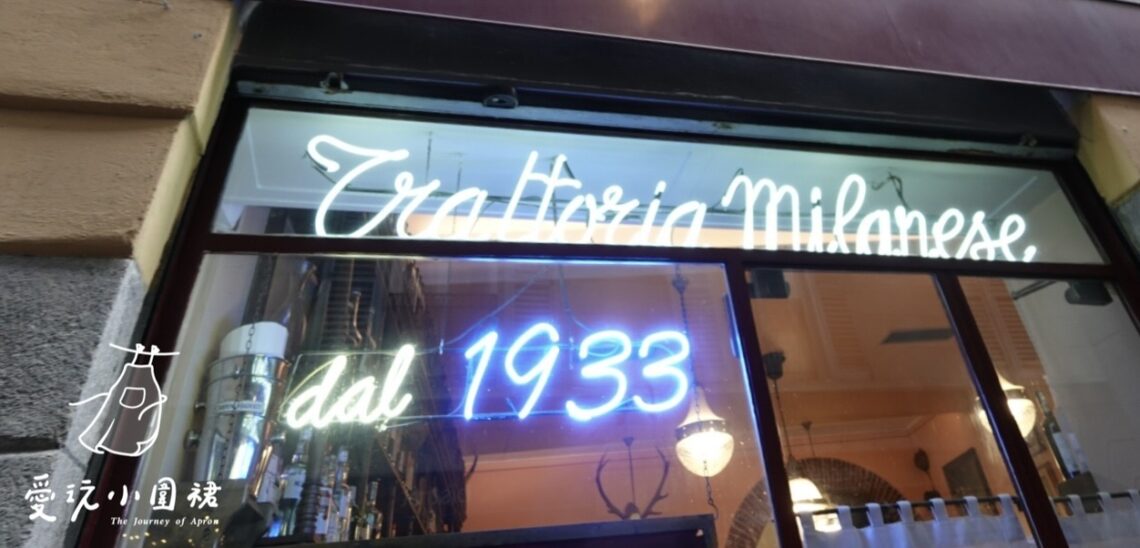 Trattoria Milanese
dal 1933
愛玩小圍裙
The Journey of Apron